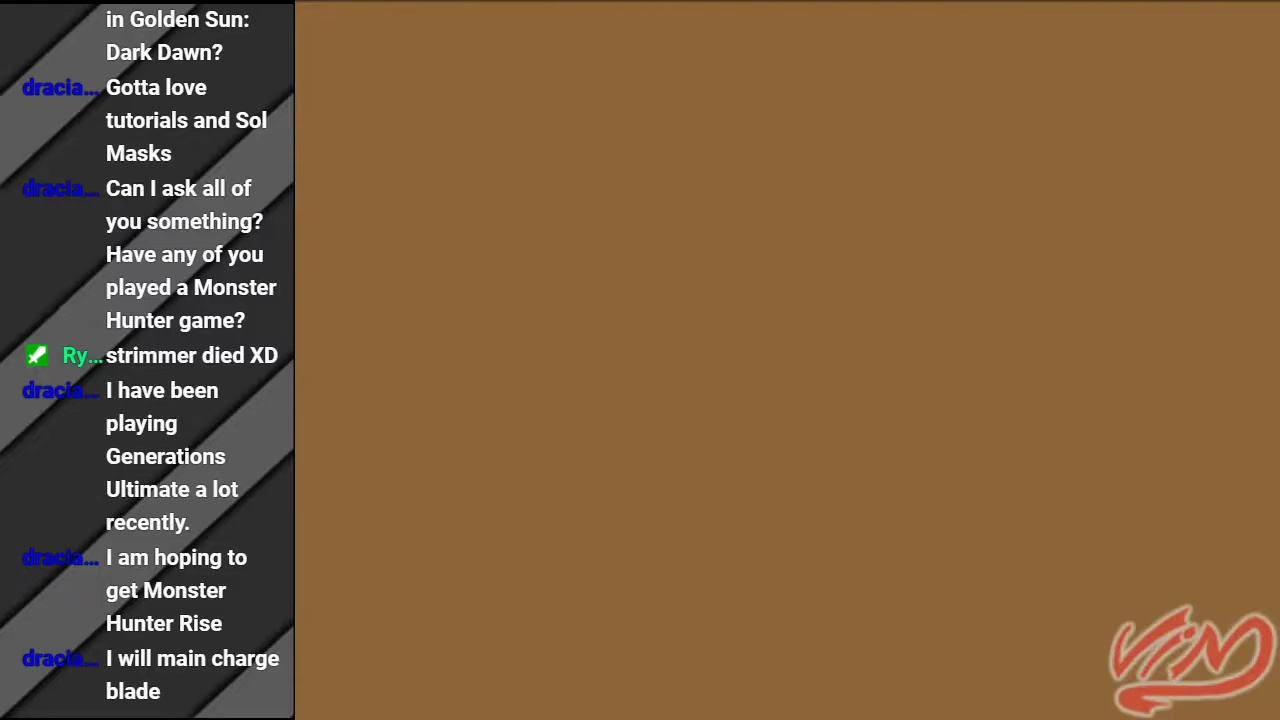 in Golden Sun:
Dark Dawn?
dracia... Gotta love
tutorials and Sol
Masks
dracia... Can I ask all of
you something?
Have any of you
played a Monster
Hunter game?
Ry... strimmer died XD
dracia... I have been
playing
Generations
Ultimate a lot
recently.
dracia... I am hoping to
get Monster
Hunter Rise
dracia... I will main charge
blade